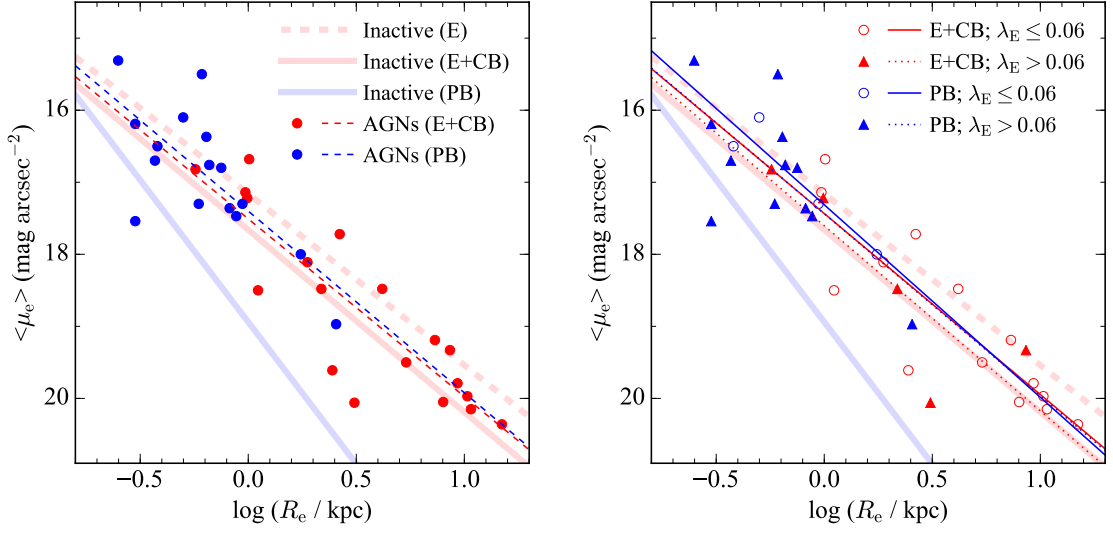 Inactive (E)
Inactive (E+CB)
Inactive (PB)
AGNs (E+CB)
AGNs (PB)
16
18
20
<μe> (mag arcsec−2)
−0.5 0.0 0.5 1.0
log (Re / kpc)
E+CB; λE ≤ 0.06
E+CB; λE > 0.06
PB; λE ≤ 0.06
PB; λE > 0.06
16
18
20
<μe> (mag arcsec−2)
−0.5 0.0 0.5 1.0
log (Re / kpc)